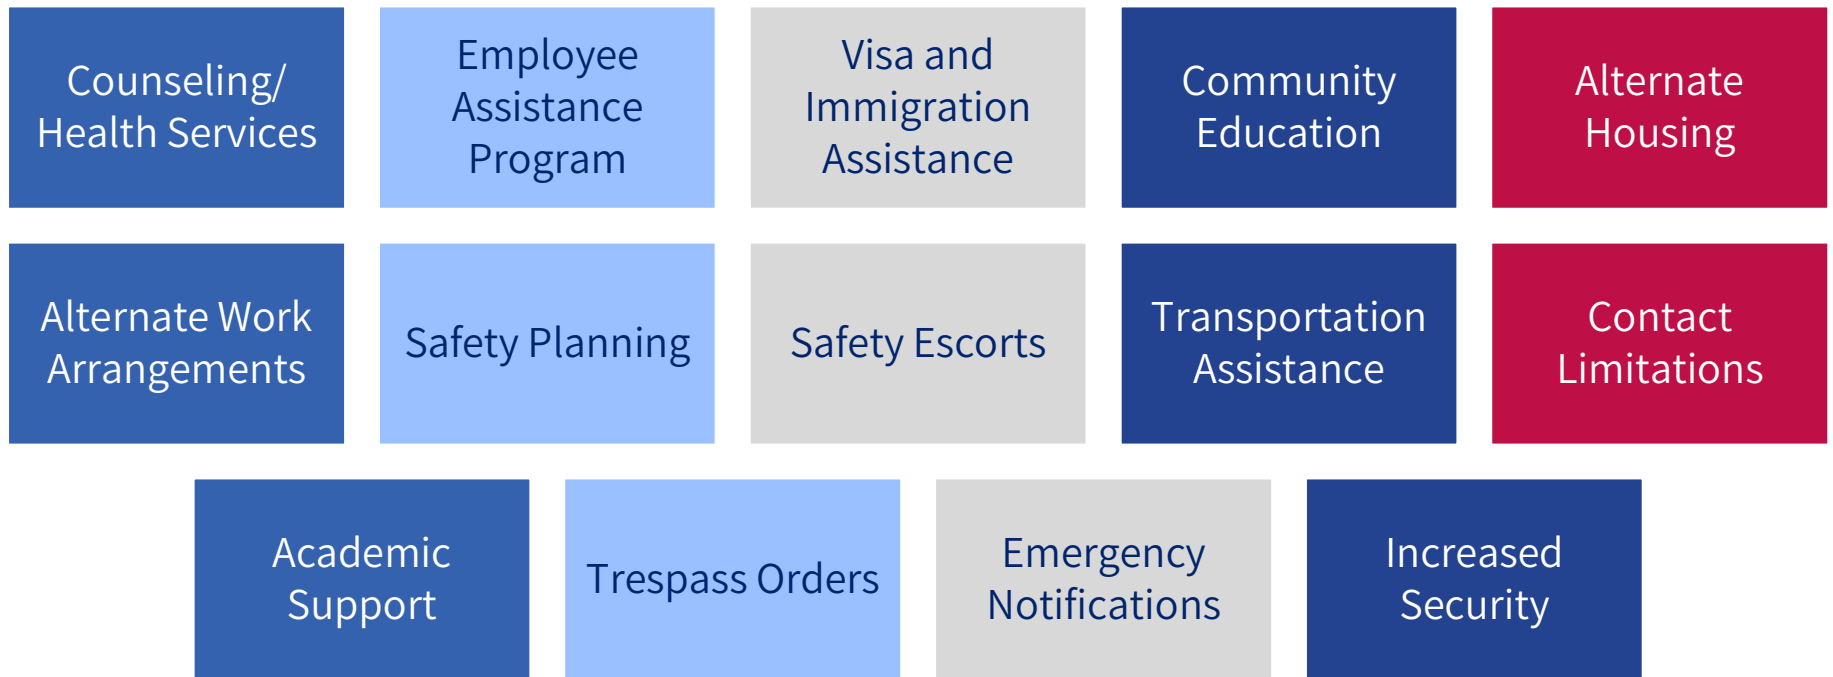 Counseling/
Health Services
Employee
Assistance
Program
Visa and
Immigration
Assistance
Community
Education
Alternate
Housing
Alternate Work
Arrangements
Safety Planning
Safety Escorts
Transportation
Assistance
Contact
Limitations
Academic
Support
Trespass Orders
Emergency
Notifications
Increased
Security